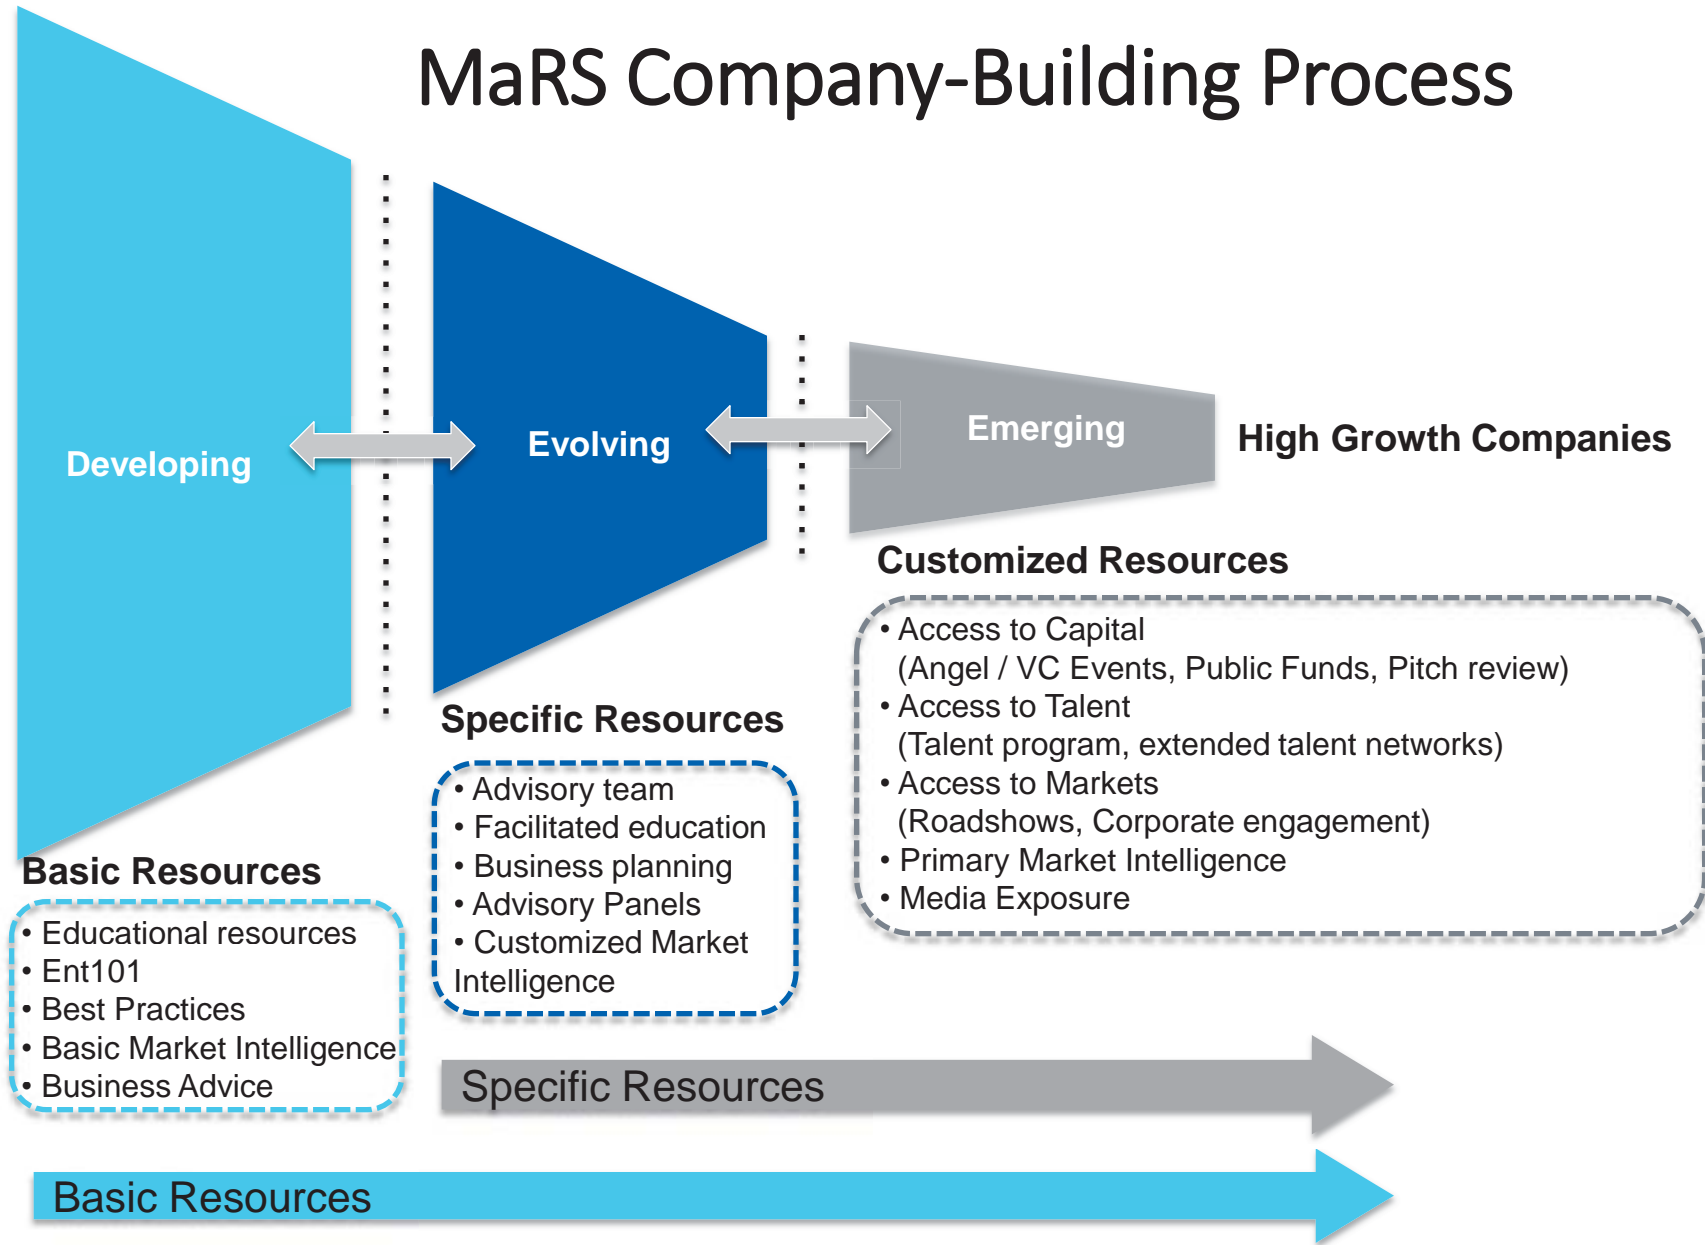 MaRS Company-Building Process
Developing
Evolving
Emerging
High Growth Companies
Customized Resources
• Access to Capital
(Angel / VC Events, Public Funds, Pitch review)
• Access to Talent
(Talent program, extended talent networks)
• Access to Markets
(Roadshows, Corporate engagement)
• Primary Market Intelligence
• Media Exposure
Specific Resources
• Advisory team
• Facilitated education
• Business planning
• Advisory Panels
• Customized Market
Intelligence
Basic Resources
• Educational resources
• Ent101
• Best Practices
• Basic Market Intelligence
• Business Advice
Specific Resources
Basic Resources